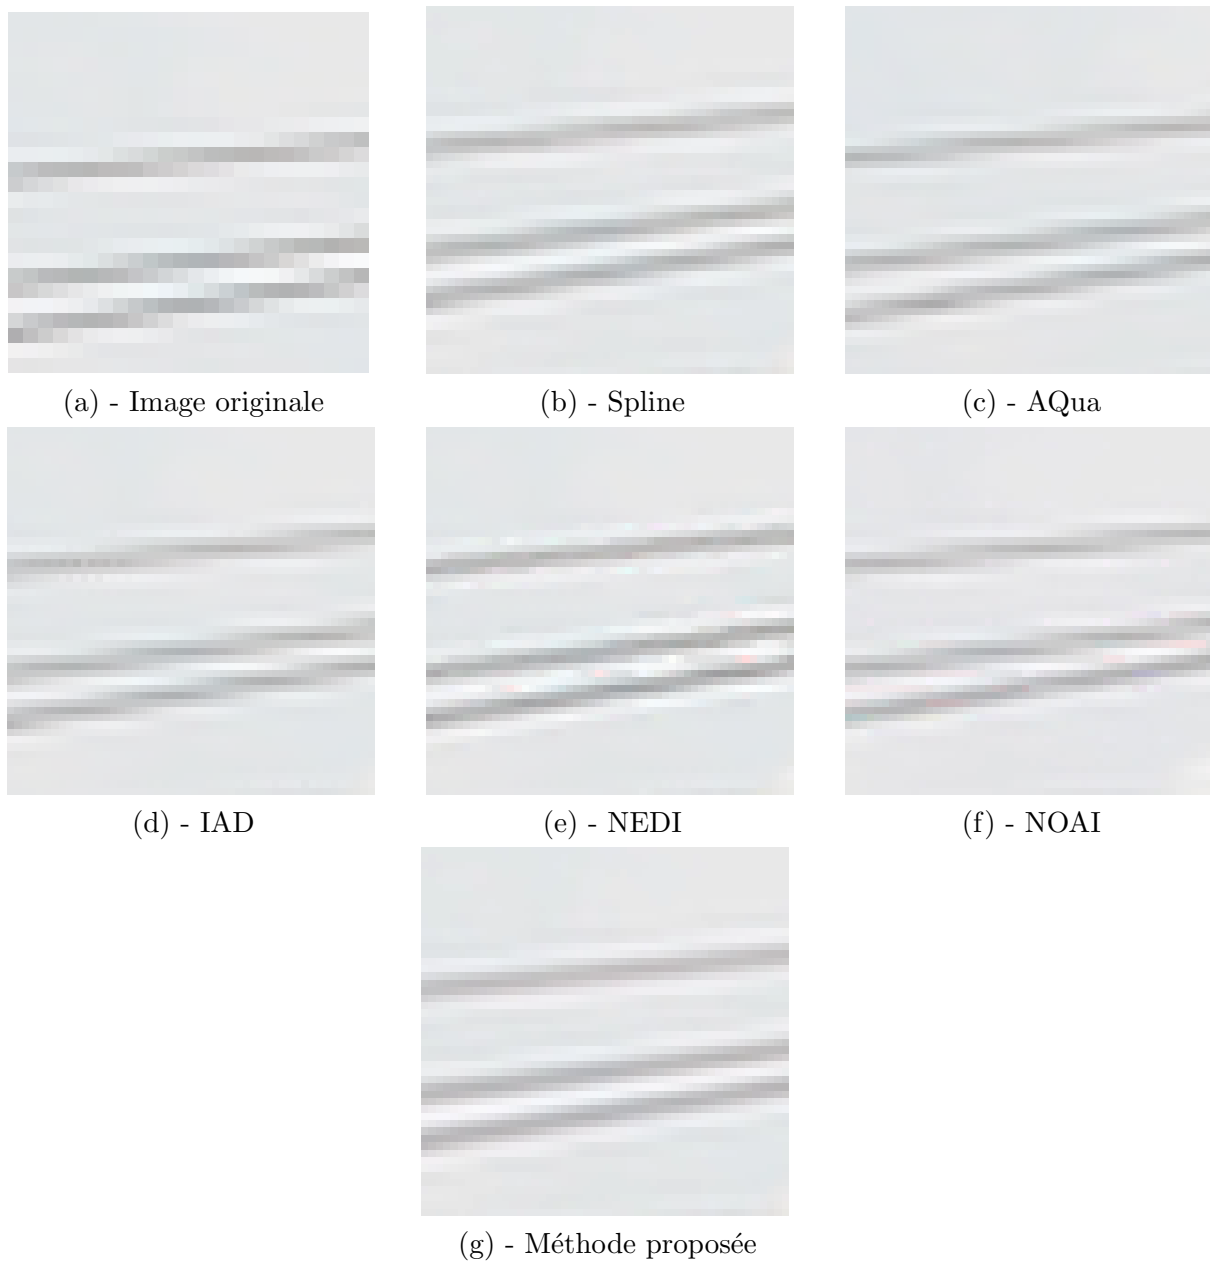 (a) - Image originale
(b) - Spline
(c) - AQua
(d) - IAD
(e) - NEDI
(f) - NOAI
(g) - Méthode proposée